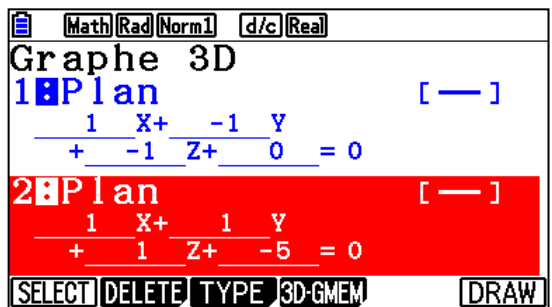 Math Rad Norm1 d/c Real
Graphe 3D
1:Plan [—]
1 X+ -1 Y
+ -1 Z+ 0 = 0
2:Plan [—]
1 X+ 1 Y
+ 1 Z+ -5 = 0
SELECT DELETE TYPE 3D-GMEM DRAW